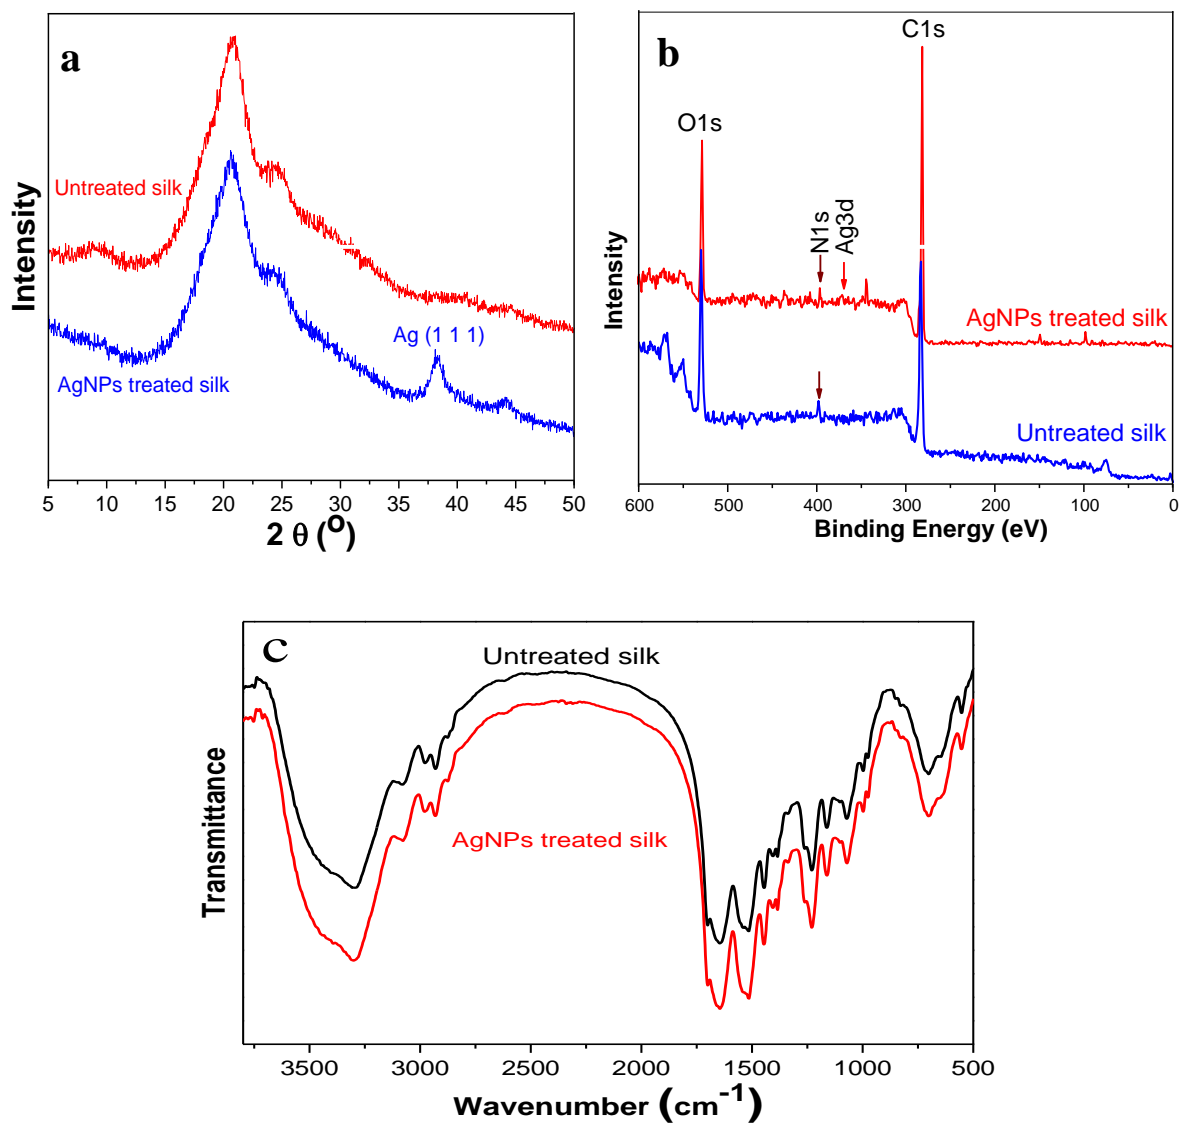 a
Untreated silk
AgNPs treated silk
Ag (1 1 1)
Intensity
5 10 15 20 25 30 35 40 45 50
2 θ (º)
b
C1s
O1s
N1s
Ag3d
AgNPs treated silk
Untreated silk
Intensity
600 500 400 300 200 100 0
Binding Energy (eV)
c
Untreated silk
AgNPs treated silk
Transmittance
3500 3000 2500 2000 1500 1000 500
Wavenumber (cm⁻¹)